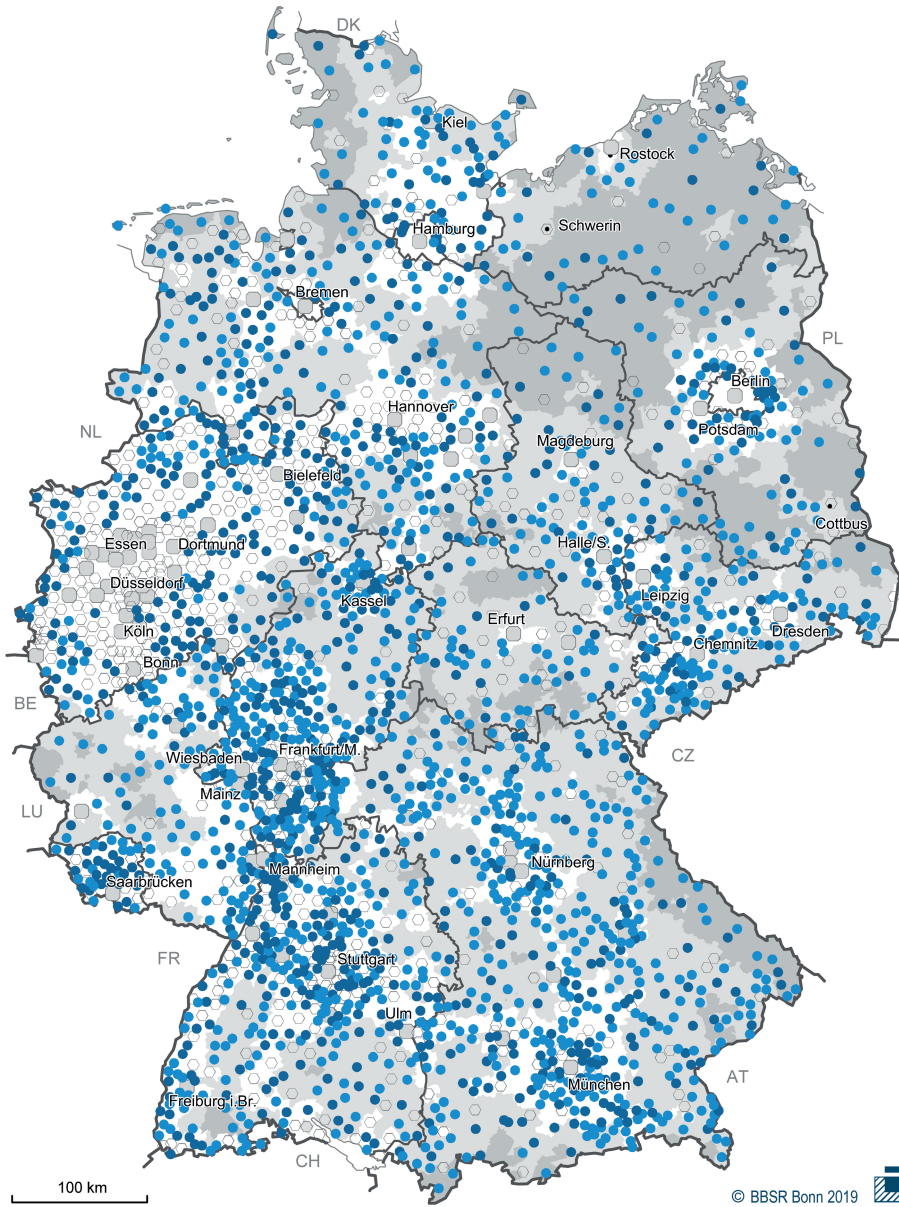 DK
Kiel
Rostock
Schwerin
Hamburg
Bremen
PL
Berlin
Hannover
Potsdam
NL
Magdeburg
Bielefeld
Cottbus
Essen
Dortmund
Halle/S.
Düsseldorf
Leipzig
Kassel
Erfurt
Köln
Dresden
Chemnitz
Bonn
BE
Frankfurt/M.
CZ
Wiesbaden
Mainz
LU
Nürnberg
Mannheim
Saarbrücken
FR
Stuttgart
Ulm
AT
München
Freiburg i.Br.
CH
100 km
© BBSR Bonn 2019